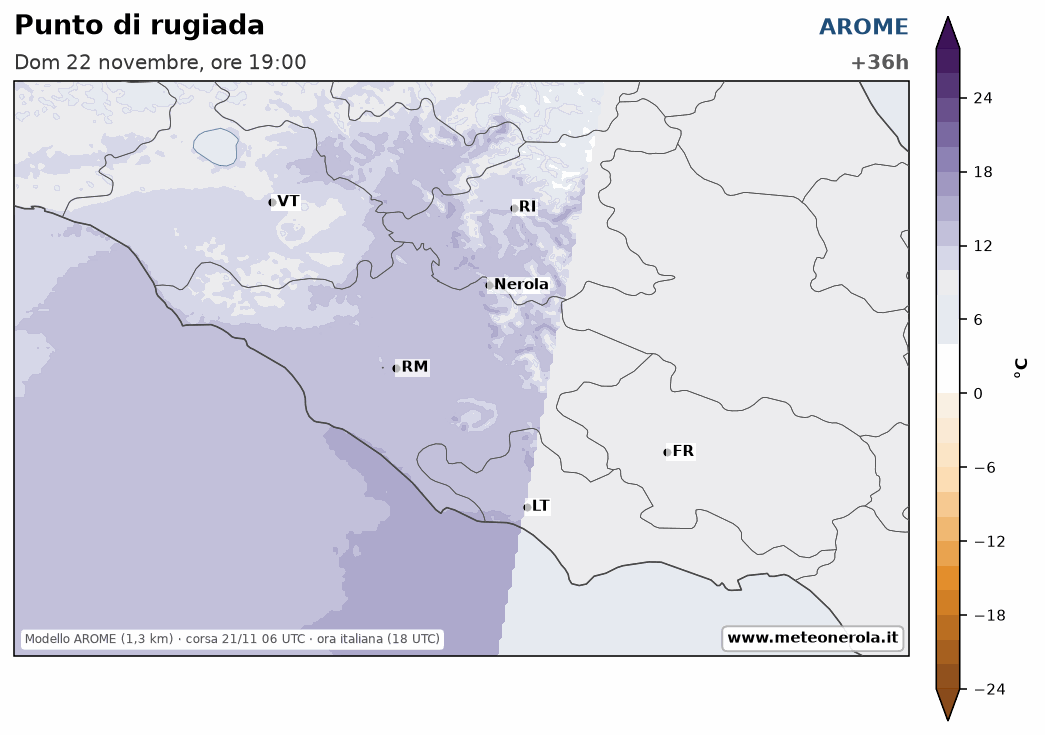 Punto di rugiada
AROME
Dom 22 novembre, ore 19:00
+36h
VT
RI
Nerola
RM
FR
LT
24
18
12
6
0
−6
−12
−18
−24
°C
Modello AROME (1,3 km) · corsa 21/11 06 UTC · ora italiana (18 UTC)
www.meteonerola.it